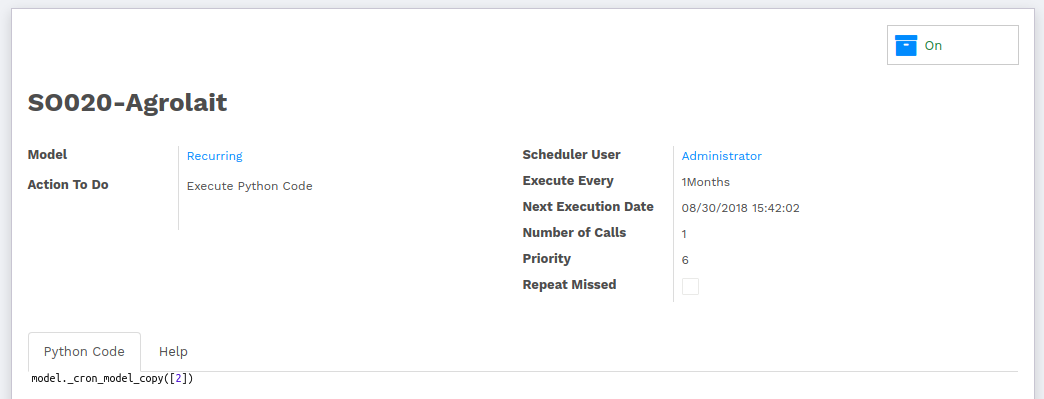 On
SO020-Agrolait
Model Recurring
Action To Do Execute Python Code
Scheduler User Administrator
Execute Every 1Months
Next Execution Date 08/30/2018 15:42:02
Number of Calls 1
Priority 6
Repeat Missed
Python Code Help
model._cron_model_copy([2])